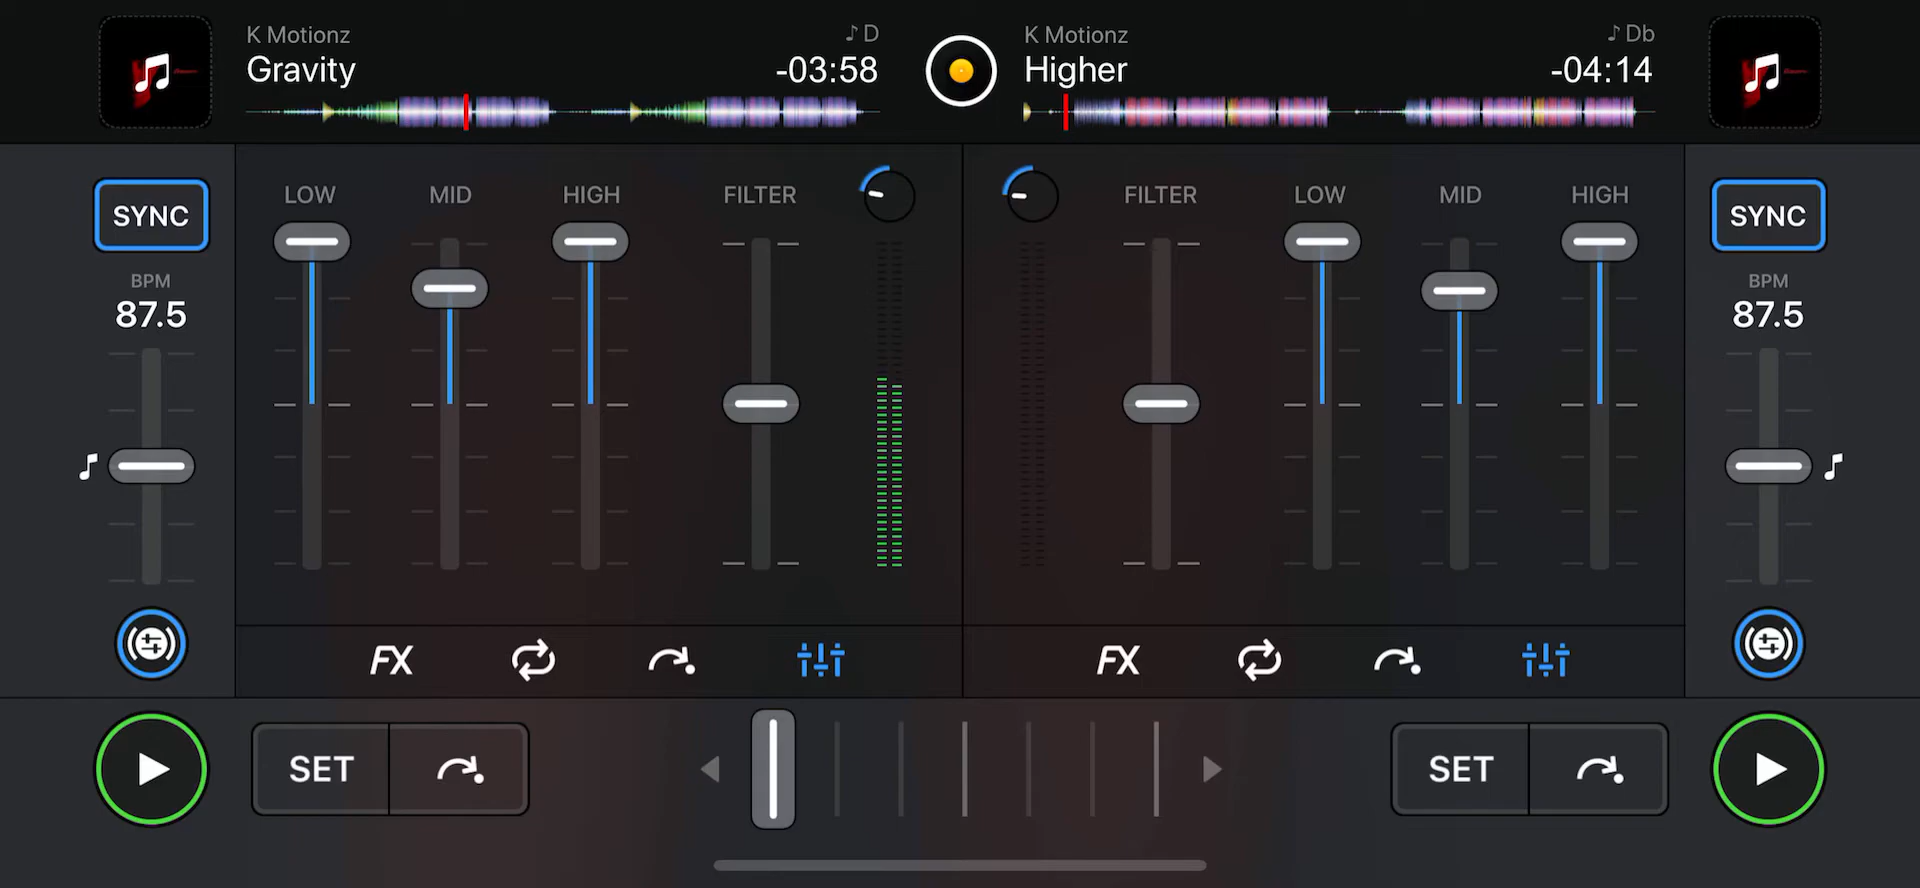 K Motionz
♪ D
Gravity
-03:58
K Motionz
♪ Db
Higher
-04:14
SYNC
BPM
87.5
LOW
MID
HIGH
FILTER
FILTER
LOW
MID
HIGH
SYNC
BPM
87.5
FX
FX
SET
SET